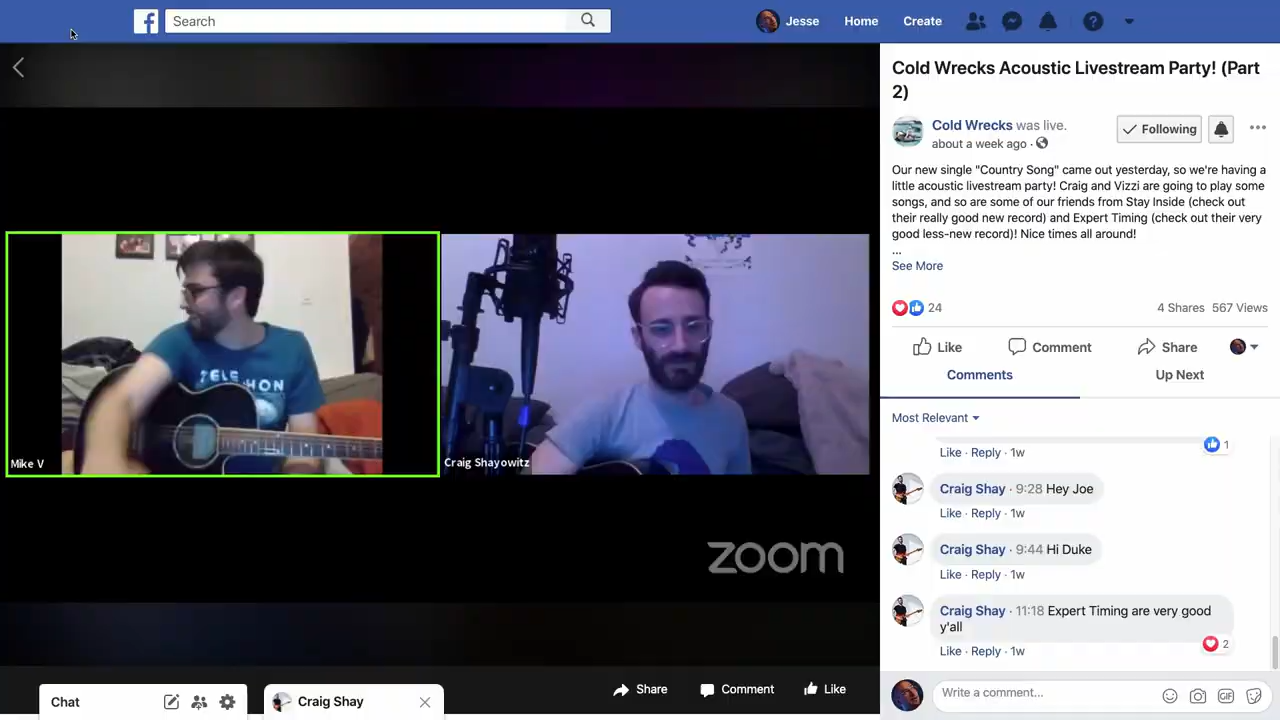 Search
Jesse
Home
Create
Cold Wrecks Acoustic Livestream Party! (Part
2)
Cold Wrecks was live.
about a week ago ·
Following
Our new single "Country Song" came out yesterday, so we're having a
little acoustic livestream party! Craig and Vizzi are going to play some
songs, and so are some of our friends from Stay Inside (check out
their really good new record) and Expert Timing (check out their very
good less-new record)! Nice times all around!
...
See More
24
4 Shares 567 Views
Like
Comment
Share
Comments
Up Next
Most Relevant
1
Like · Reply · 1w
Craig Shay · 9:28 Hey Joe
Like · Reply · 1w
Craig Shay · 9:44 Hi Duke
Like · Reply · 1w
Craig Shay · 11:18 Expert Timing are very good
y'all
2
Like · Reply · 1w
Write a comment...
GIF
Mike V
Craig Shayowitz
zoom
Share
Comment
Like
Chat
Craig Shay